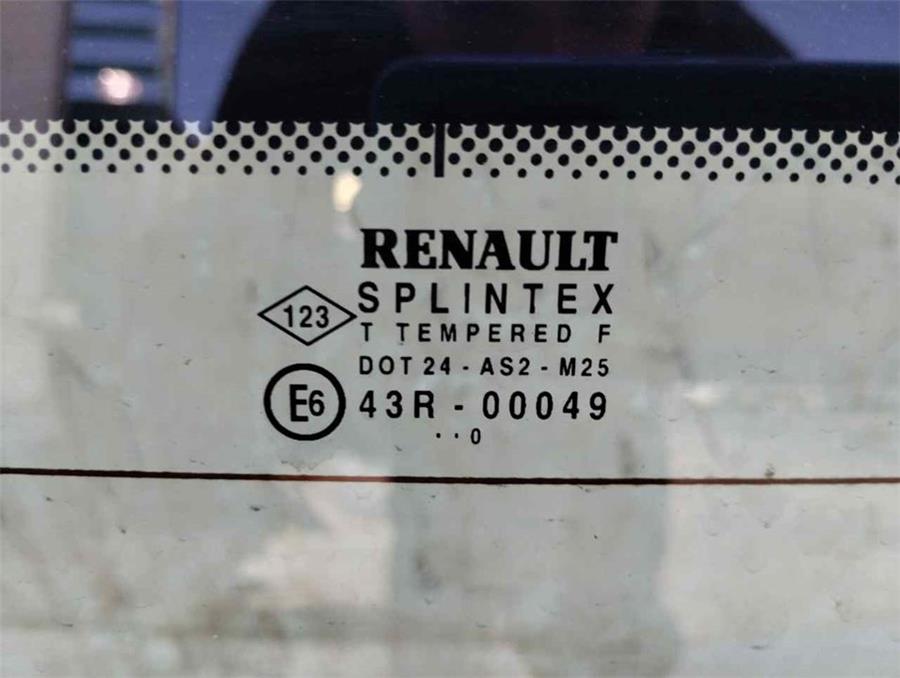 RENAULT
123
SPLINTEX
T TEMPERED F
DOT 24 - AS2 - M25
E6
43R - 00049
· · 0